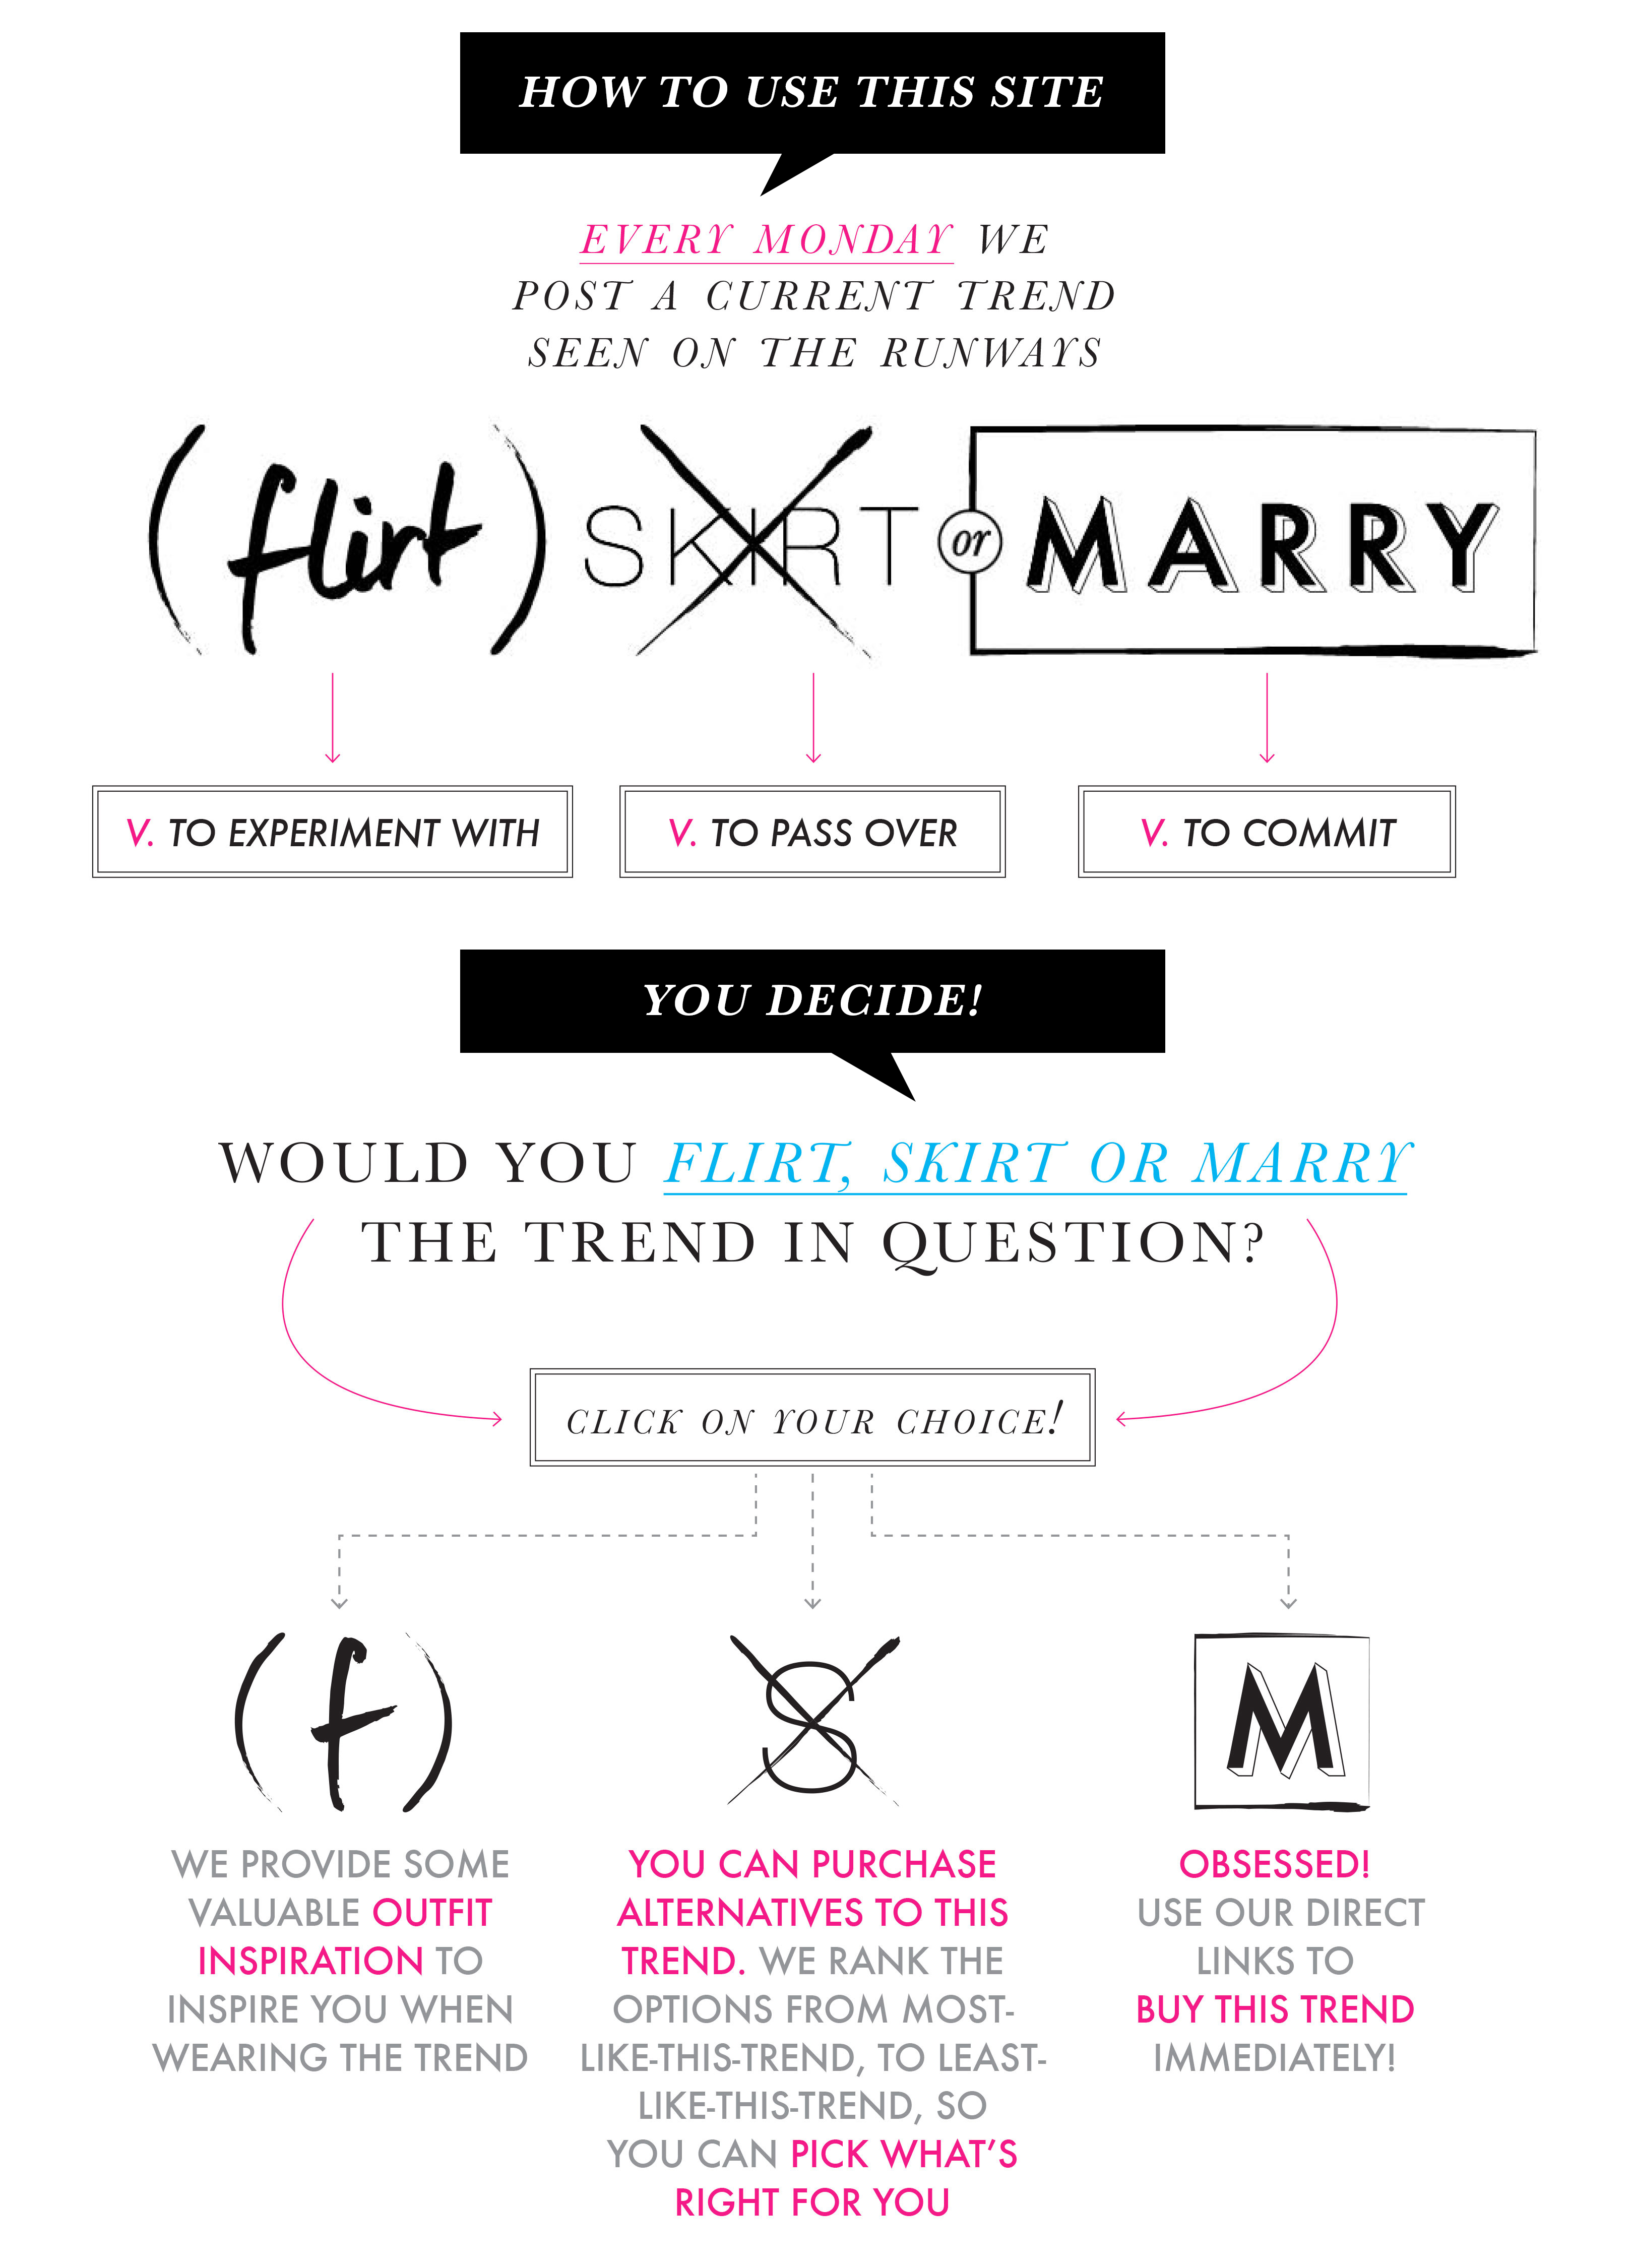 HOW TO USE THIS SITE
EVERY MONDAY WE
POST A CURRENT TREND
SEEN ON THE RUNWAYS
(flirt) SKIRT or MARRY
V. TO EXPERIMENT WITH
V. TO PASS OVER
V. TO COMMIT
YOU DECIDE!
WOULD YOU FLIRT, SKIRT OR MARRY
THE TREND IN QUESTION?
CLICK ON YOUR CHOICE!
(f)
WE PROVIDE SOME
VALUABLE OUTFIT
INSPIRATION TO
INSPIRE YOU WHEN
WEARING THE TREND
S
YOU CAN PURCHASE
ALTERNATIVES TO THIS
TREND. WE RANK THE
OPTIONS FROM MOST-
LIKE-THIS-TREND, TO LEAST-
LIKE-THIS-TREND, SO
YOU CAN PICK WHAT'S
RIGHT FOR YOU
M
OBSESSED!
USE OUR DIRECT
LINKS TO
BUY THIS TREND
IMMEDIATELY!